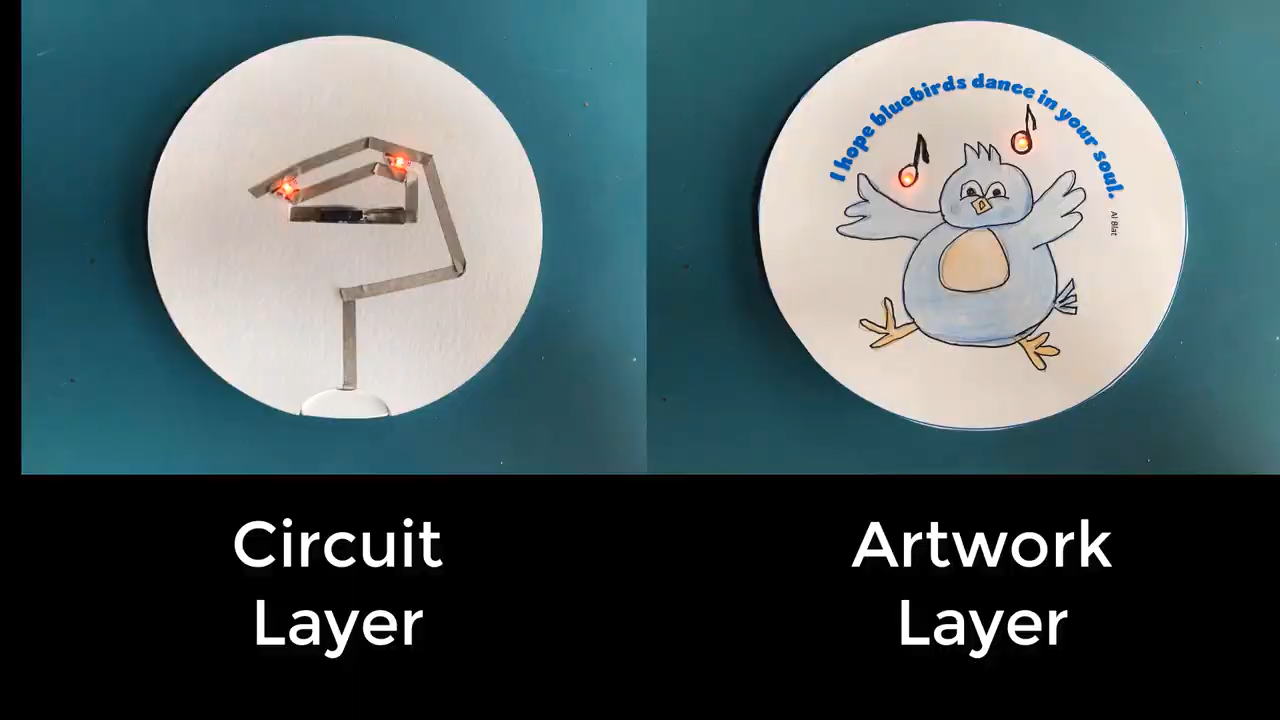 I hope bluebirds dance in your soul.
Al Blat
Circuit
Layer
Artwork
Layer